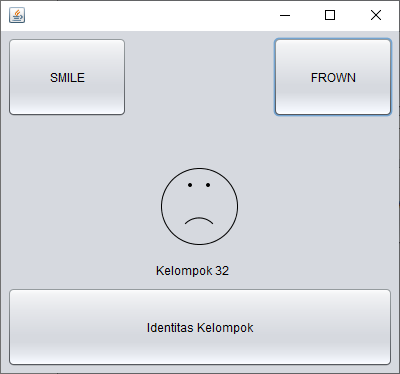 SMILE
FROWN
Kelompok 32
Identitas Kelompok